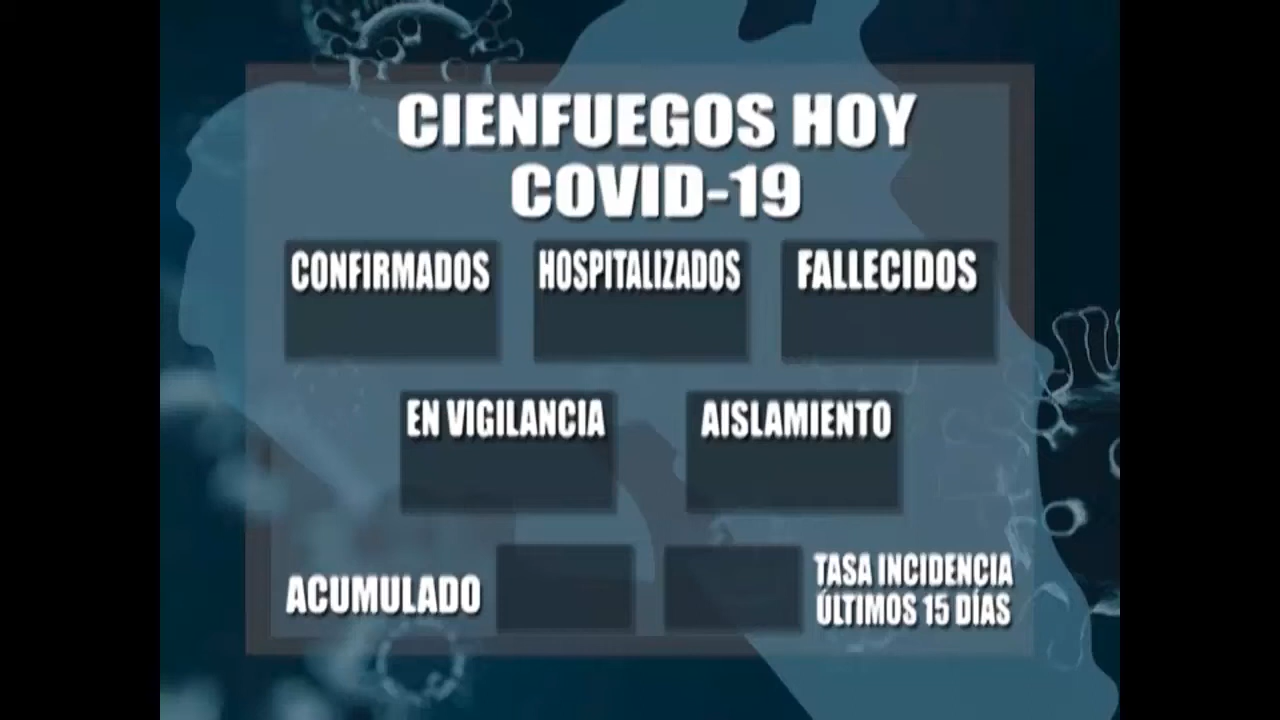 CIENFUEGOS HOY
COVID-19
CONFIRMADOS
HOSPITALIZADOS
FALLECIDOS
EN VIGILANCIA
AISLAMIENTO
ACUMULADO
TASA INCIDENCIA
ÚLTIMOS 15 DÍAS